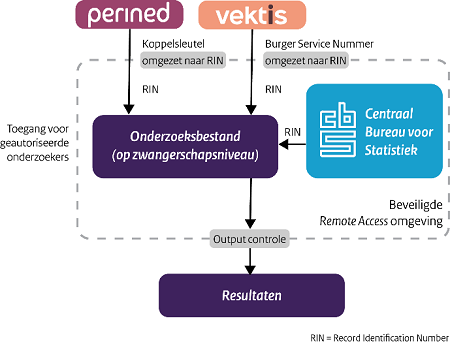 perined
vektis
Koppelsleutel
omgezet naar RIN
Burger Service Nummer
omgezet naar RIN
RIN
RIN
Toegang voor
geautoriseerde
onderzoekers
Onderzoeksbestand
(op zwangerschapsniveau)
RIN
cbs
Centraal
Bureau voor
Statistiek
Beveiligde
Remote Access omgeving
Output controle
Resultaten
RIN = Record Identification Number